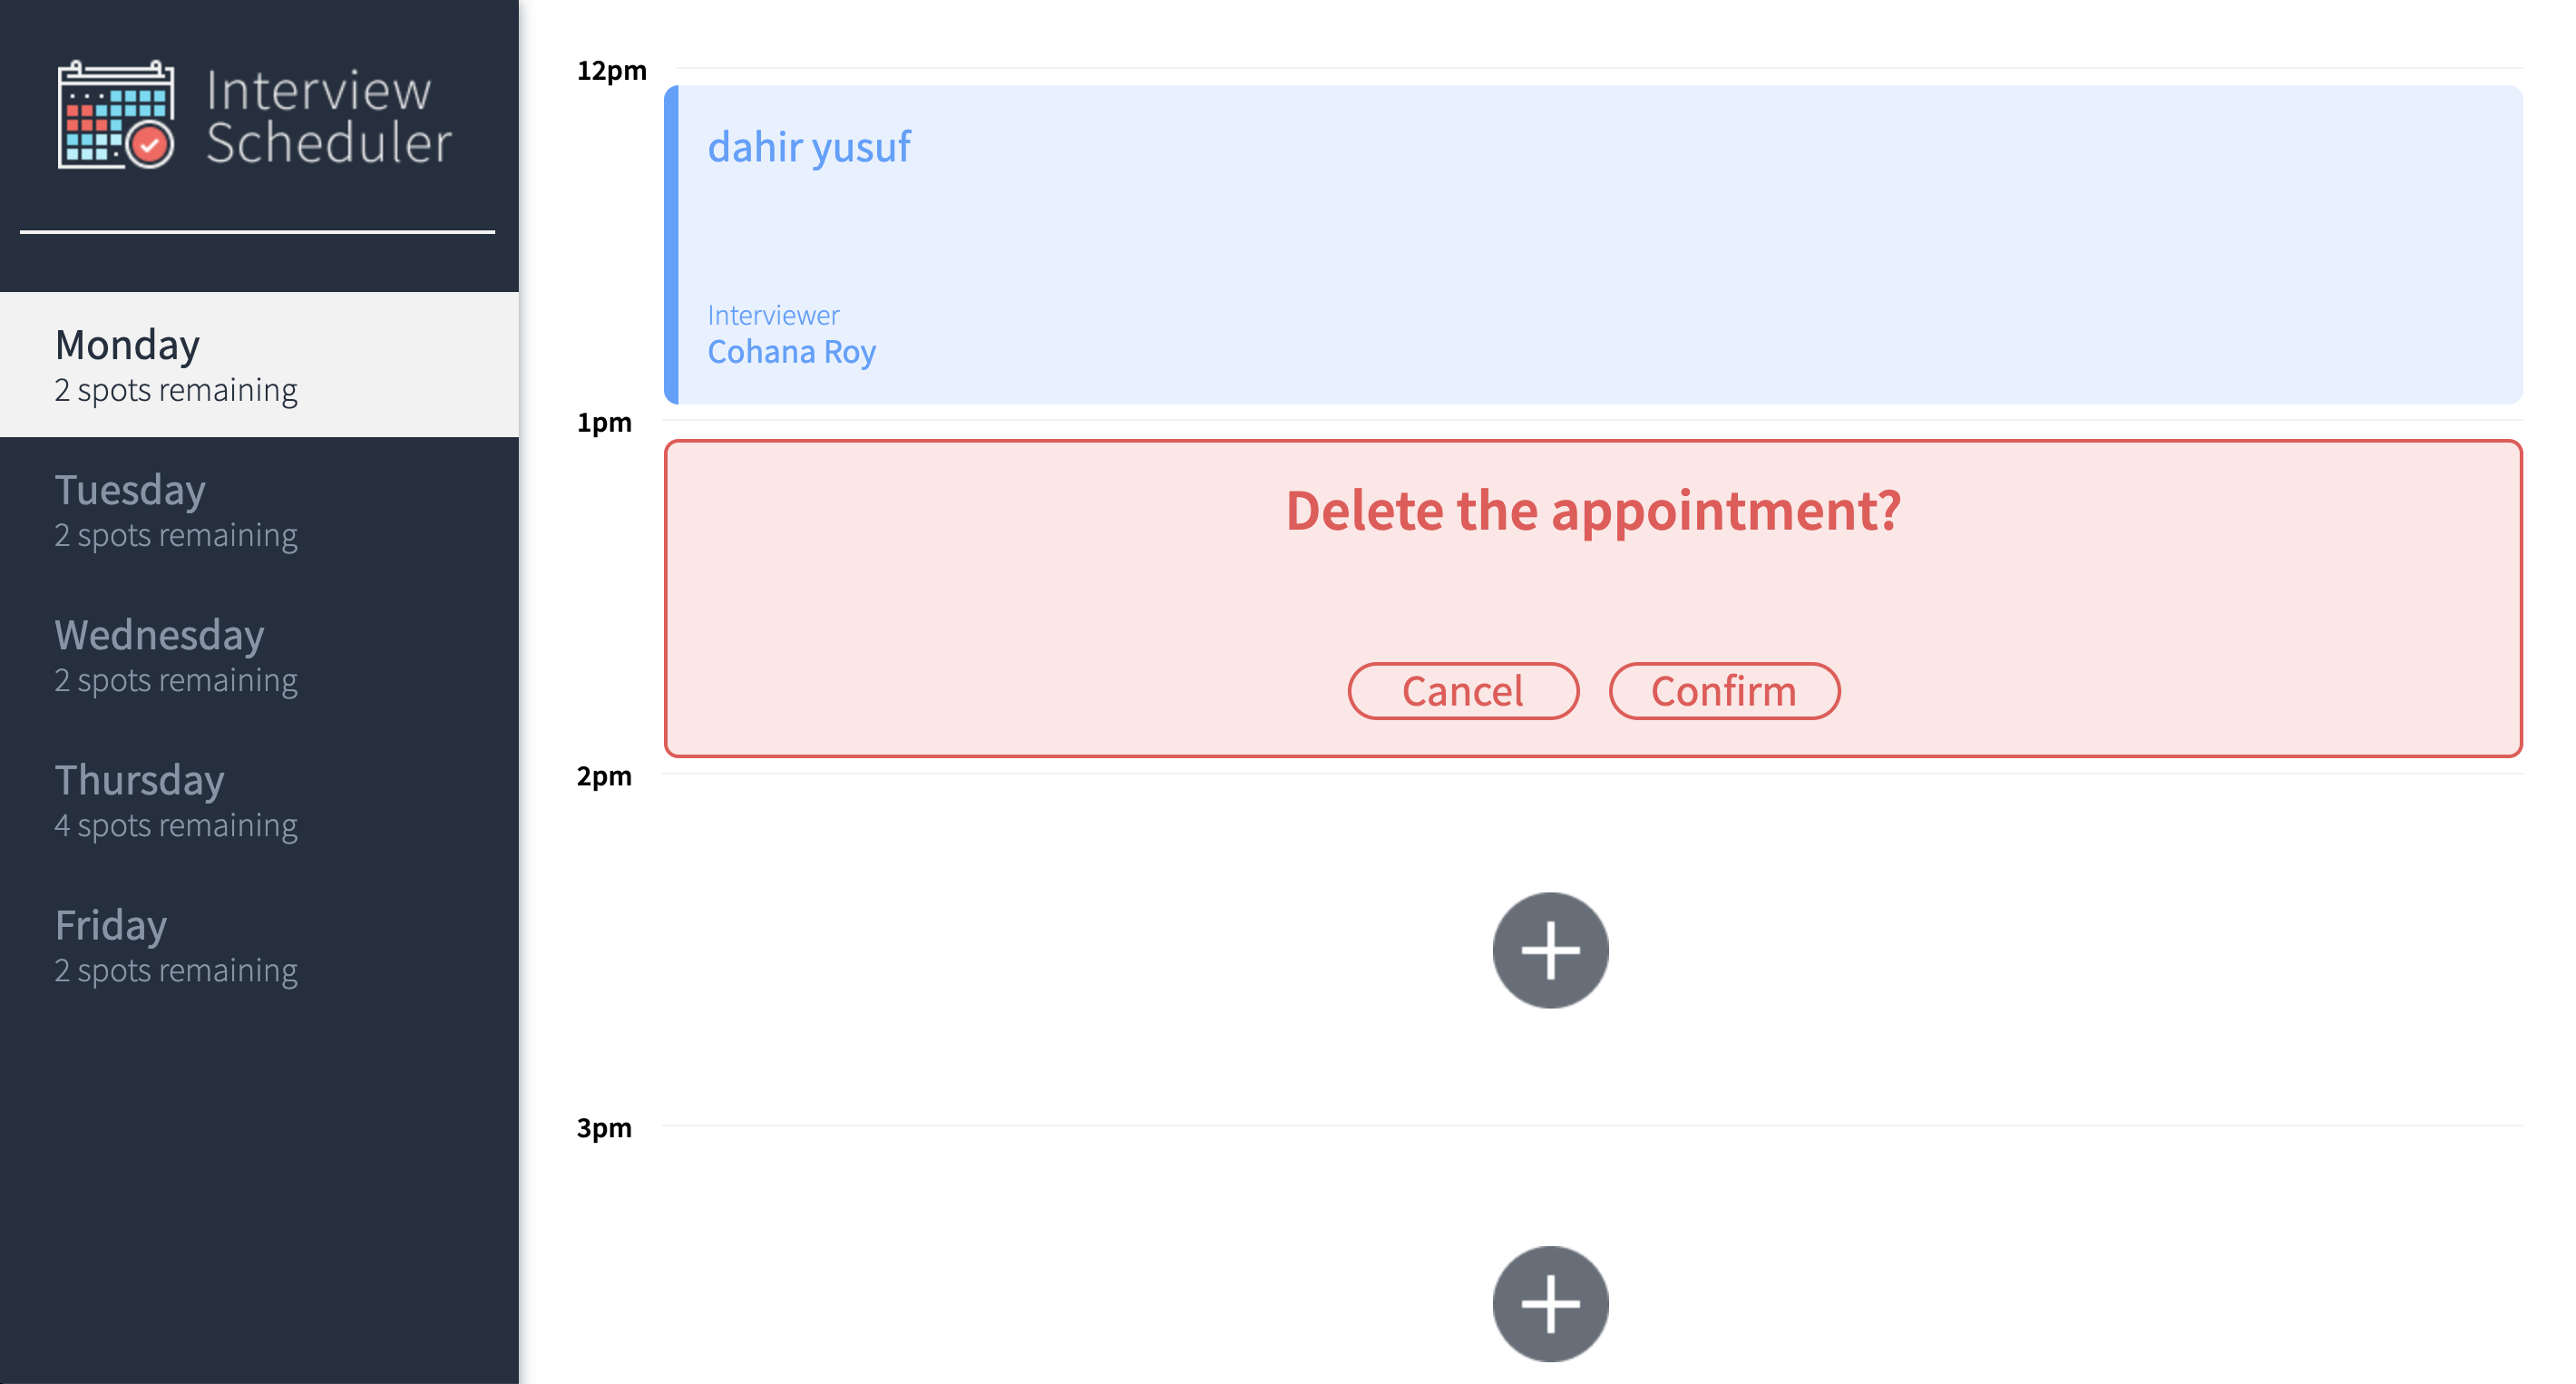 Interview
Scheduler
Monday
2 spots remaining
Tuesday
2 spots remaining
Wednesday
2 spots remaining
Thursday
4 spots remaining
Friday
2 spots remaining
12pm
dahir yusuf
Interviewer
Cohana Roy
1pm
Delete the appointment?
Cancel Confirm
2pm
3pm